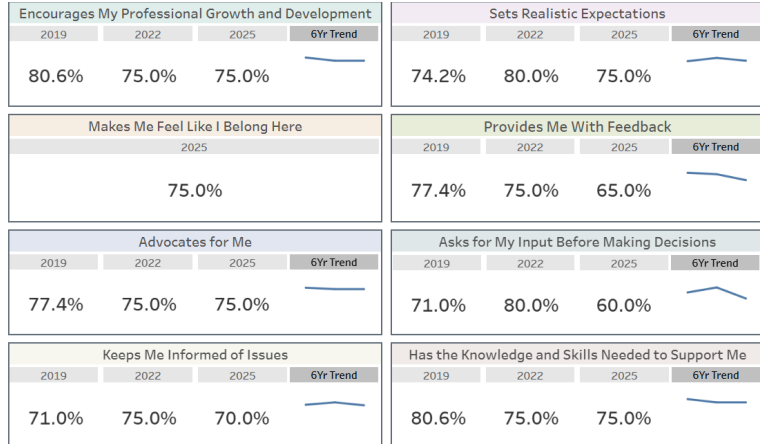 Encourages My Professional Growth and Development
2019 2022 2025 6Yr Trend
80.6% 75.0% 75.0%
Sets Realistic Expectations
2019 2022 2025 6Yr Trend
74.2% 80.0% 75.0%
Makes Me Feel Like I Belong Here
2025
75.0%
Provides Me With Feedback
2019 2022 2025 6Yr Trend
77.4% 75.0% 65.0%
Advocates for Me
2019 2022 2025 6Yr Trend
77.4% 75.0% 75.0%
Asks for My Input Before Making Decisions
2019 2022 2025 6Yr Trend
71.0% 80.0% 60.0%
Keeps Me Informed of Issues
2019 2022 2025 6Yr Trend
71.0% 75.0% 70.0%
Has the Knowledge and Skills Needed to Support Me
2019 2022 2025 6Yr Trend
80.6% 75.0% 75.0%